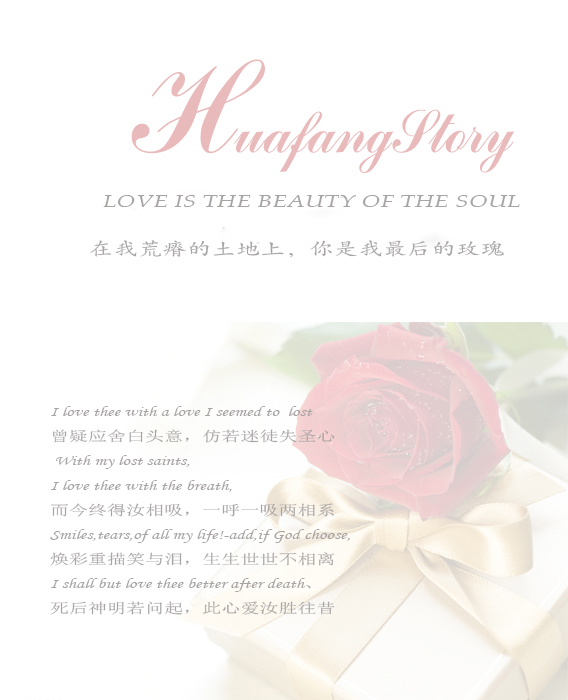 HuafangStory
LOVE IS THE BEAUTY OF THE SOUL
在我荒瘠的土地上，你是我最后的玫瑰
I love thee with a love I seemed to lost
曾疑应舍白头意，仿若迷徒失圣心
With my lost saints,
I love thee with the breath,
而今终得汝相吸，一呼一吸两相系
Smiles,tears,of all my life!-add,if God choose,
焕彩重描笑与泪，生生世世不相离
I shall but love thee better after death、
死后神明若问起，此心爱汝胜往昔